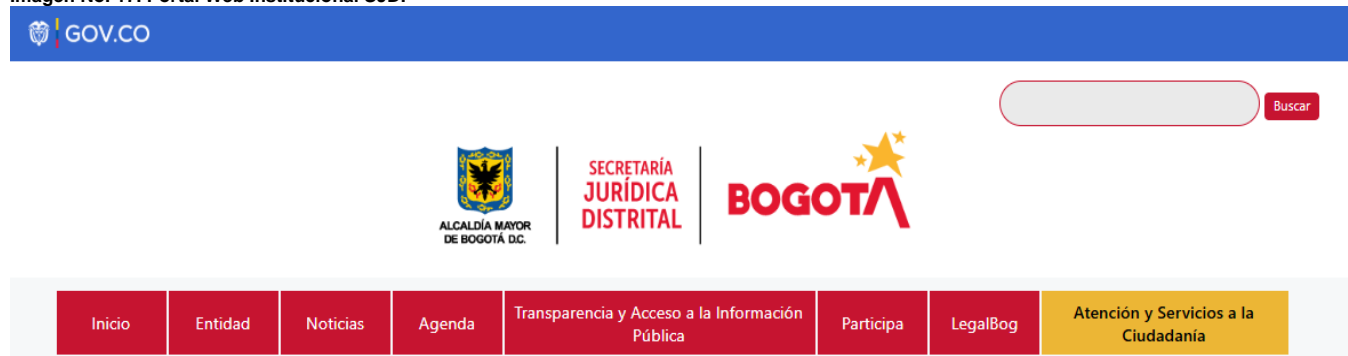 GOV.CO
Buscar
ALCALDÍA MAYOR
DE BOGOTÁ D.C.
SECRETARÍA
JURÍDICA
DISTRITAL
BOGOTÁ
Inicio
Entidad
Noticias
Agenda
Transparencia y Acceso a la Información
Pública
Participa
LegalBog
Atención y Servicios a la
Ciudadanía